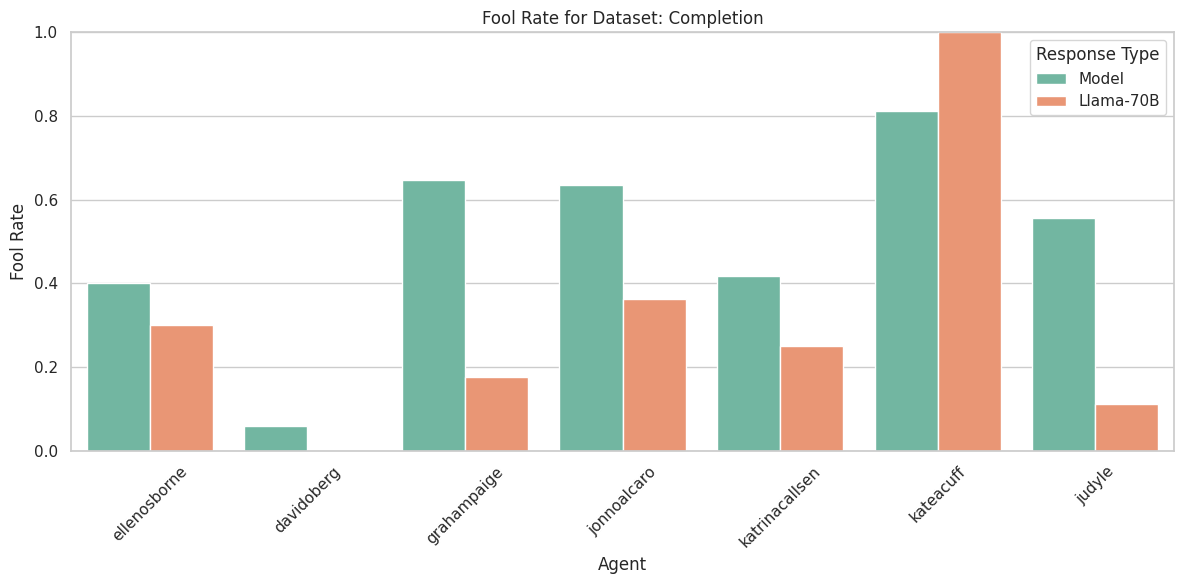 Fool Rate for Dataset: Completion
1.0
0.8
0.6
0.4
0.2
0.0
Fool Rate
Response Type
Model
Llama-70B
ellenosborne
davidoberg
grahampaige
jonnoalcaro
katrinacallsen
kateacuff
judyle
Agent